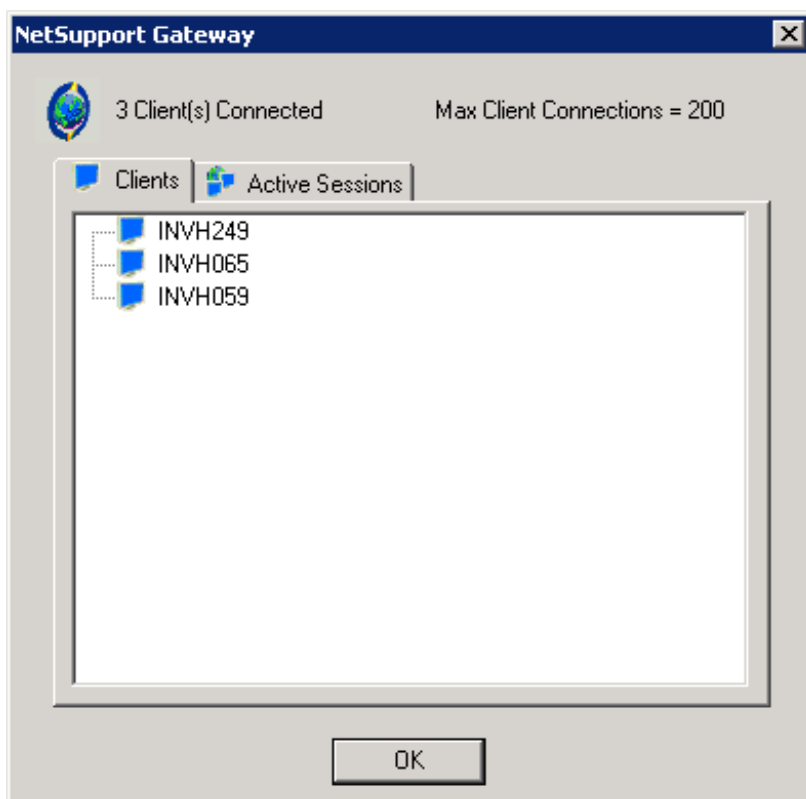 NetSupport Gateway
3 Client(s) Connected Max Client Connections = 200
Clients Active Sessions
INVH249
INVH065
INVH059
OK